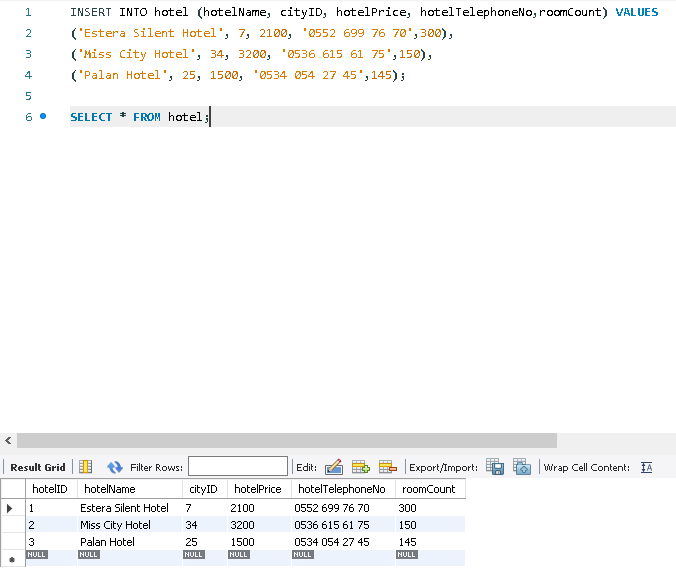 1 INSERT INTO hotel (hotelName, cityID, hotelPrice, hotelTelephoneNo,roomCount) VALUES
2 ('Estera Silent Hotel', 7, 2100, '0552 699 76 70',300),
3 ('Miss City Hotel', 34, 3200, '0536 615 61 75',150),
4 ('Palan Hotel', 25, 1500, '0534 054 27 45',145);
5
6 SELECT * FROM hotel;
Result Grid Filter Rows: Edit: Export/Import: Wrap Cell Content: IA
hotelID hotelName cityID hotelPrice hotelTelephoneNo roomCount
1 Estera Silent Hotel 7 2100 0552 699 76 70 300
2 Miss City Hotel 34 3200 0536 615 61 75 150
3 Palan Hotel 25 1500 0534 054 27 45 145
NULL NULL NULL NULL NULL NULL